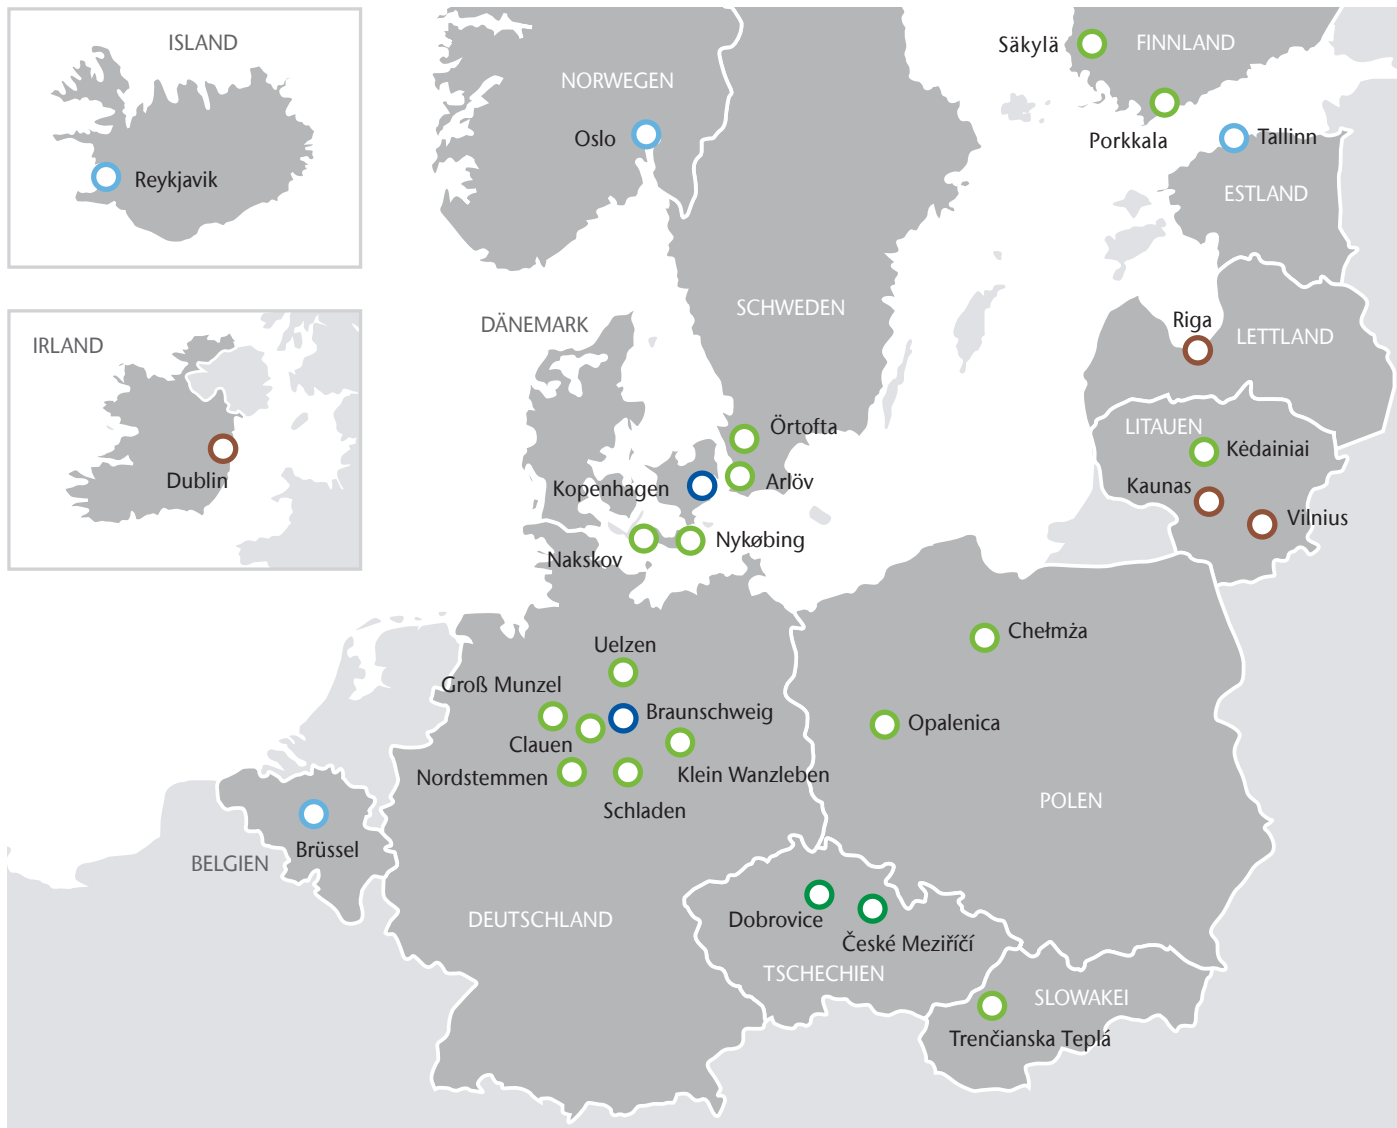 ISLAND
Reykjavik
IRLAND
Dublin
NORWEGEN
Oslo
Säkylä
FINNLAND
Porkkala
Tallinn
ESTLAND
SCHWEDEN
DÄNEMARK
Riga
LETTLAND
Örtofta
LITAUEN
Kėdainiai
Kopenhagen
Arlöv
Kaunas
Vilnius
Nakskov
Nykøbing
Chełmża
Uelzen
Groß Munzel
Braunschweig
Opalenica
Clauen
Nordstemmen
Klein Wanzleben
Schladen
POLEN
Brüssel
BELGIEN
DEUTSCHLAND
Dobrovice
České Meziříčí
TSCHECHIEN
SLOWAKEI
Trenčianska Teplá